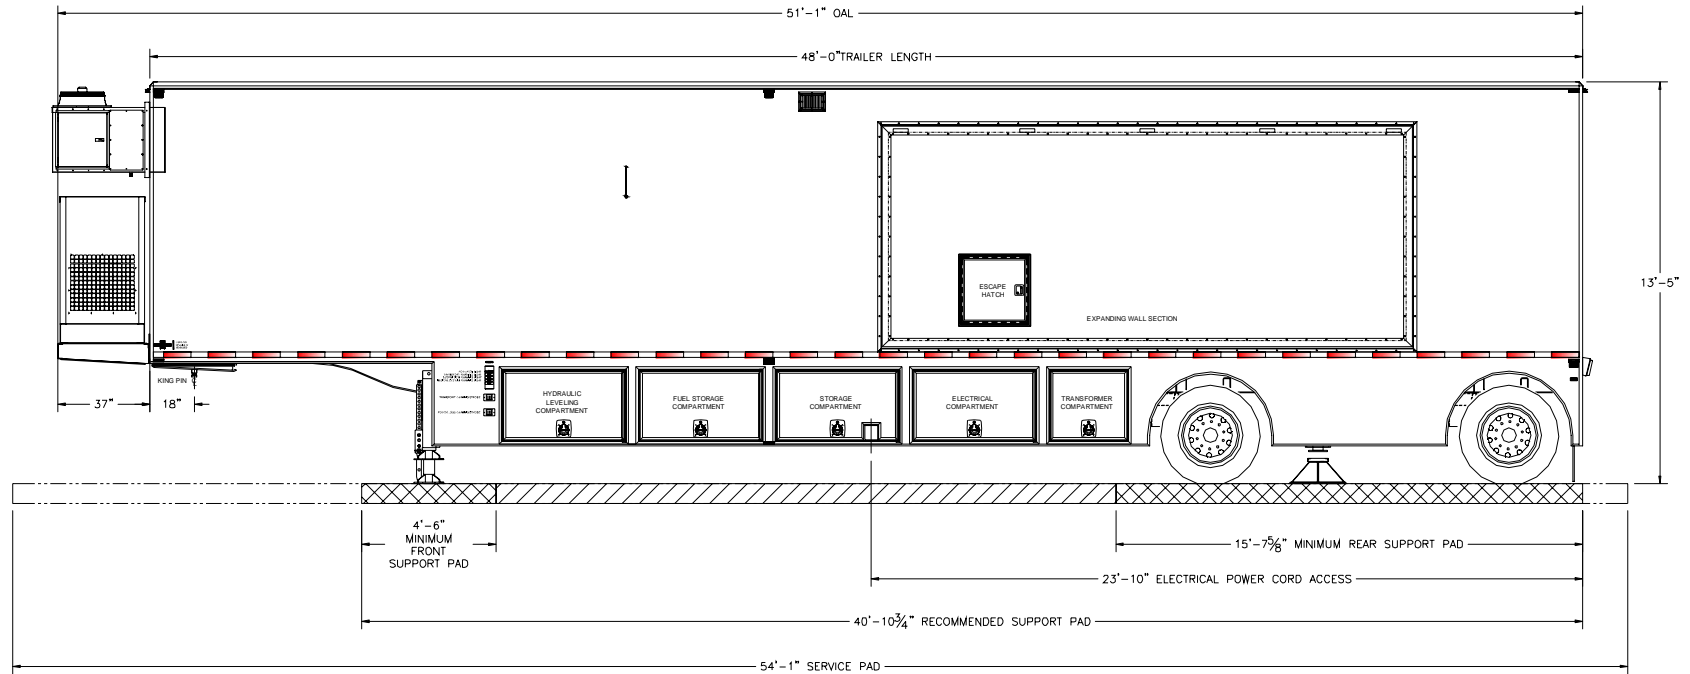 51'-1" OAL
48'-0"TRAILER LENGTH
13'-5"
ESCAPE
HATCH
EXPANDING WALL SECTION
KING PIN
37"
18"
HYDRAULIC
LEVELING
COMPARTMENT
FUEL STORAGE
COMPARTMENT
STORAGE
COMPARTMENT
ELECTRICAL
COMPARTMENT
TRANSFORMER
COMPARTMENT
4'-6"
MINIMUM
FRONT
SUPPORT PAD
15'-7⅝" MINIMUM REAR SUPPORT PAD
23'-10" ELECTRICAL POWER CORD ACCESS
40'-10¾" RECOMMENDED SUPPORT PAD
54'-1" SERVICE PAD